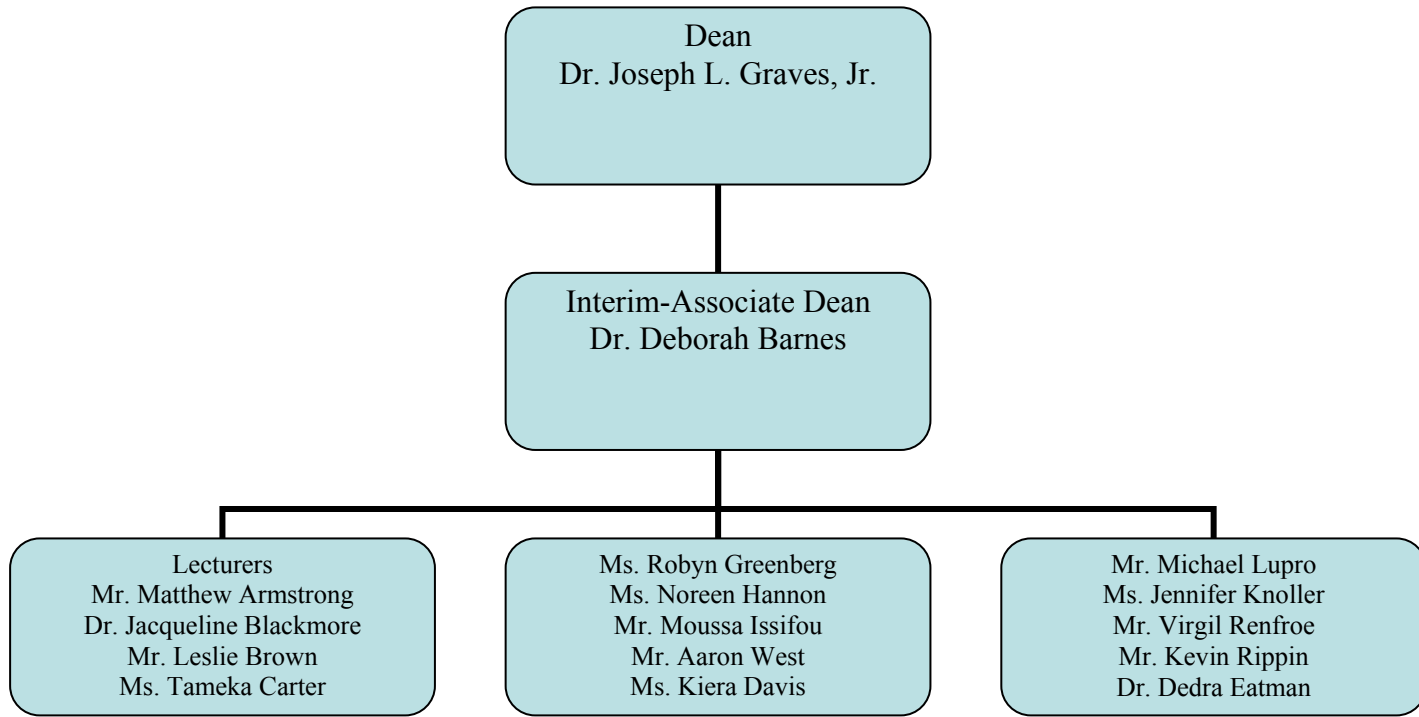 Dean
Dr. Joseph L. Graves, Jr.
Interim-Associate Dean
Dr. Deborah Barnes
Lecturers
Mr. Matthew Armstrong
Dr. Jacqueline Blackmore
Mr. Leslie Brown
Ms. Tameka Carter
Ms. Robyn Greenberg
Ms. Noreen Hannon
Mr. Moussa Issifou
Mr. Aaron West
Ms. Kiera Davis
Mr. Michael Lupro
Ms. Jennifer Knoller
Mr. Virgil Renfroe
Mr. Kevin Rippin
Dr. Dedra Eatman